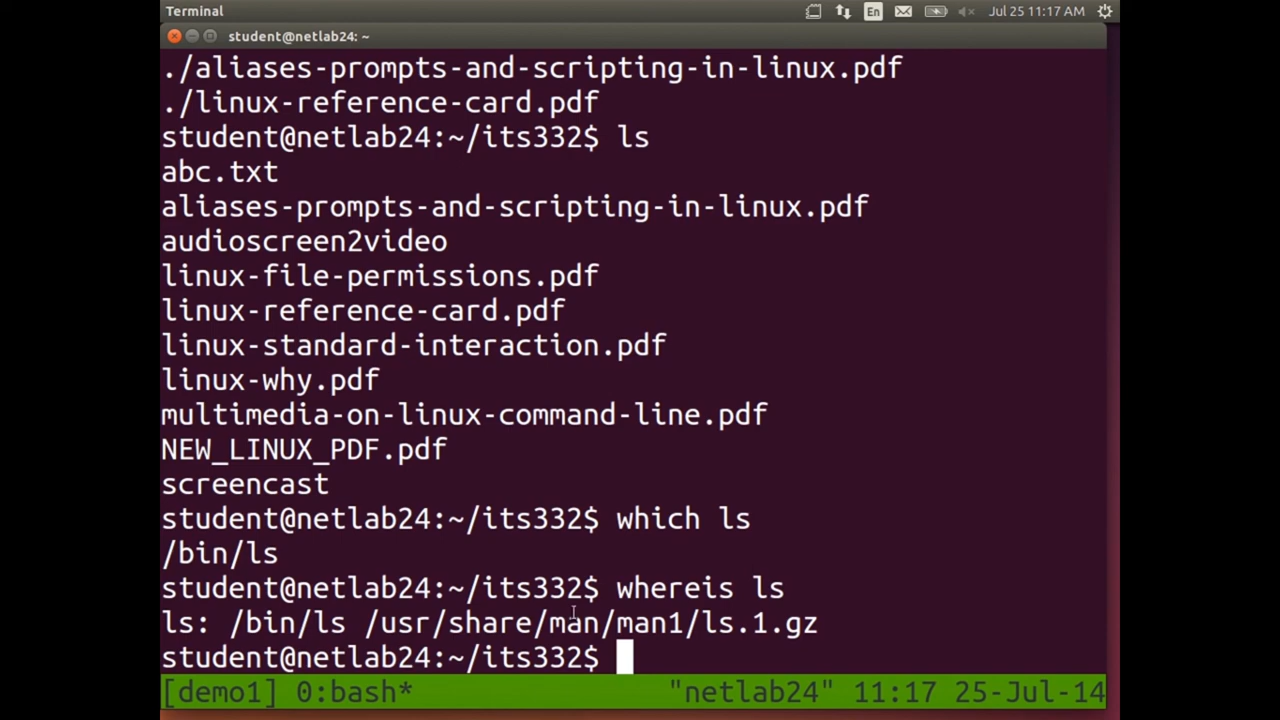 Terminal
En
Jul 25 11:17 AM
student@netlab24: ~
./aliases-prompts-and-scripting-in-linux.pdf
./linux-reference-card.pdf
student@netlab24:~/its332$ ls
abc.txt
aliases-prompts-and-scripting-in-linux.pdf
audioscreen2video
linux-file-permissions.pdf
linux-reference-card.pdf
linux-standard-interaction.pdf
linux-why.pdf
multimedia-on-linux-command-line.pdf
NEW_LINUX_PDF.pdf
screencast
student@netlab24:~/its332$ which ls
/bin/ls
student@netlab24:~/its332$ whereis ls
ls: /bin/ls /usr/share/man/man1/ls.1.gz
student@netlab24:~/its332$
[demo1] 0:bash* "netlab24" 11:17 25-Jul-14